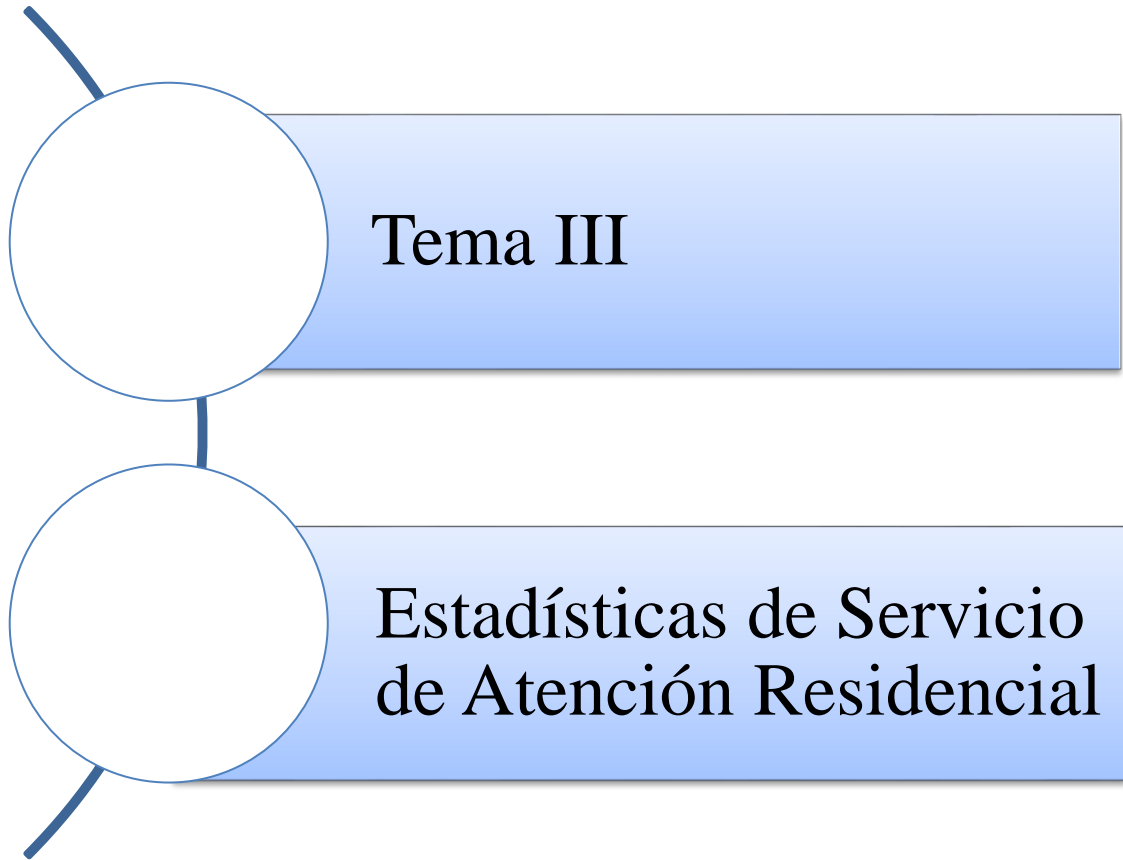 Tema III
Estadísticas de Servicio
de Atención Residencial